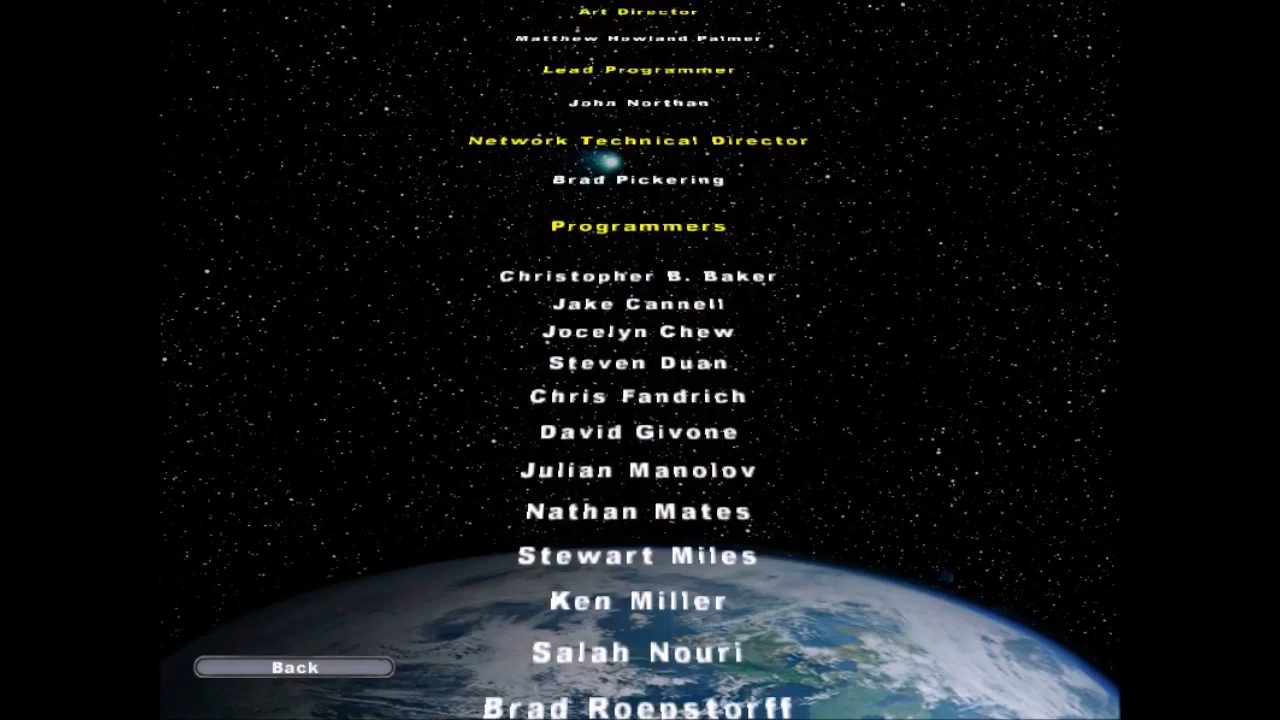 Art Director
Matthew Howland Palmer
Lead Programmer
John Northan
Network Technical Director
Brad Pickering
Programmers
Christopher B. Baker
Jake Cannell
Jocelyn Chew
Steven Duan
Chris Fandrich
David Givone
Julian Manolov
Nathan Mates
Stewart Miles
Ken Miller
Salah Nouri
Back
Brad Roepstorff